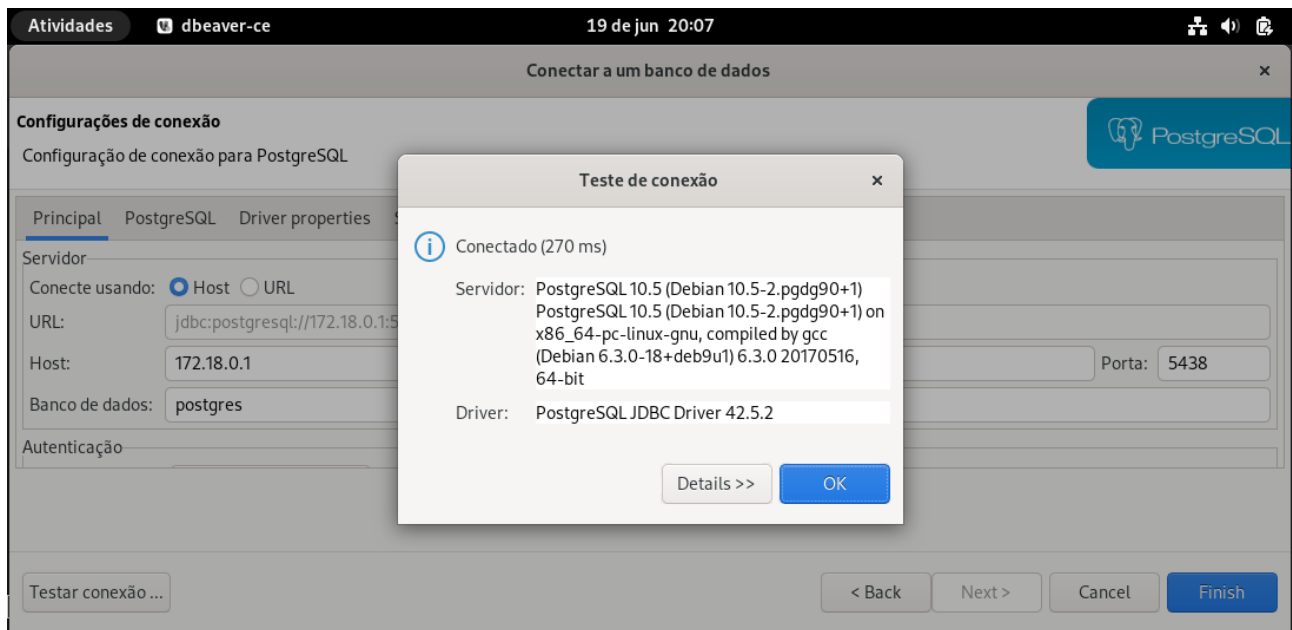 Atividades dbeaver-ce 19 de jun 20:07
Conectar a um banco de dados ×
Configurações de conexão
Configuração de conexão para PostgreSQL
PostgreSQL
Principal PostgreSQL Driver properties
Servidor
Conecte usando: Host URL
URL: jdbc:postgresql://172.18.0.1:5
Host: 172.18.0.1 Porta: 5438
Banco de dados: postgres
Autenticação
Teste de conexão ×
Conectado (270 ms)
Servidor: PostgreSQL 10.5 (Debian 10.5-2.pgdg90+1)
PostgreSQL 10.5 (Debian 10.5-2.pgdg90+1) on
x86_64-pc-linux-gnu, compiled by gcc
(Debian 6.3.0-18+deb9u1) 6.3.0 20170516,
64-bit
Driver: PostgreSQL JDBC Driver 42.5.2
Details >> OK
Testar conexão ... < Back Next > Cancel Finish